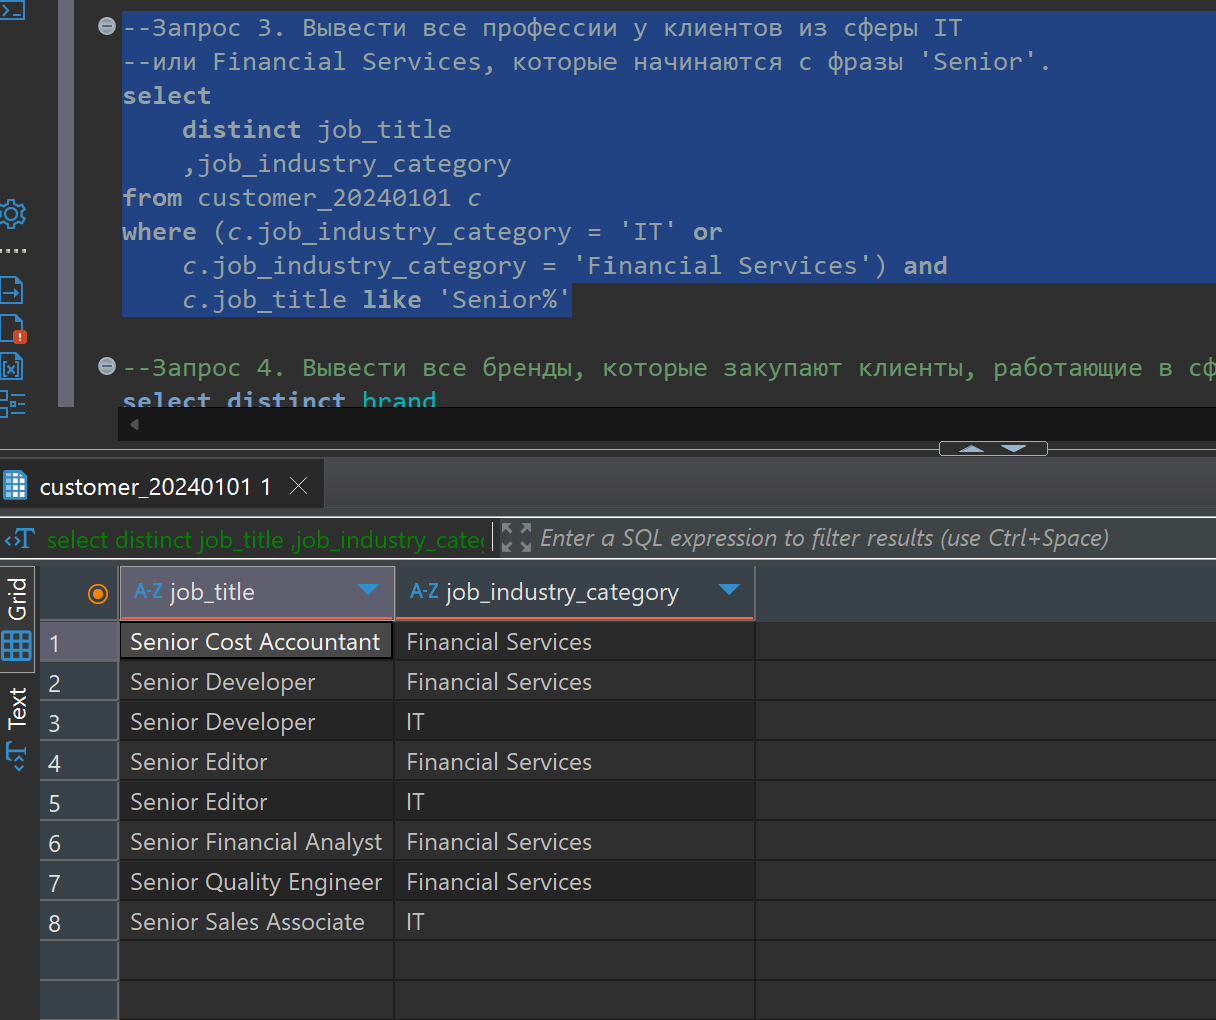 --Запрос 3. Вывести все профессии у клиентов из сферы IT
--или Financial Services, которые начинаются с фразы 'Senior'.
select
distinct job_title
,job_industry_category
from customer_20240101 c
where (c.job_industry_category = 'IT' or
c.job_industry_category = 'Financial Services') and
c.job_title like 'Senior%'
--Запрос 4. Вывести все бренды, которые закупают клиенты, работающие в сф
select distinct brand
customer_20240101 1
select distinct job_title ,job_industry_cate
Enter a SQL expression to filter results (use Ctrl+Space)
Grid
Text
A-Z job_title A-Z job_industry_category
1 Senior Cost Accountant Financial Services
2 Senior Developer Financial Services
3 Senior Developer IT
4 Senior Editor Financial Services
5 Senior Editor IT
6 Senior Financial Analyst Financial Services
7 Senior Quality Engineer Financial Services
8 Senior Sales Associate IT